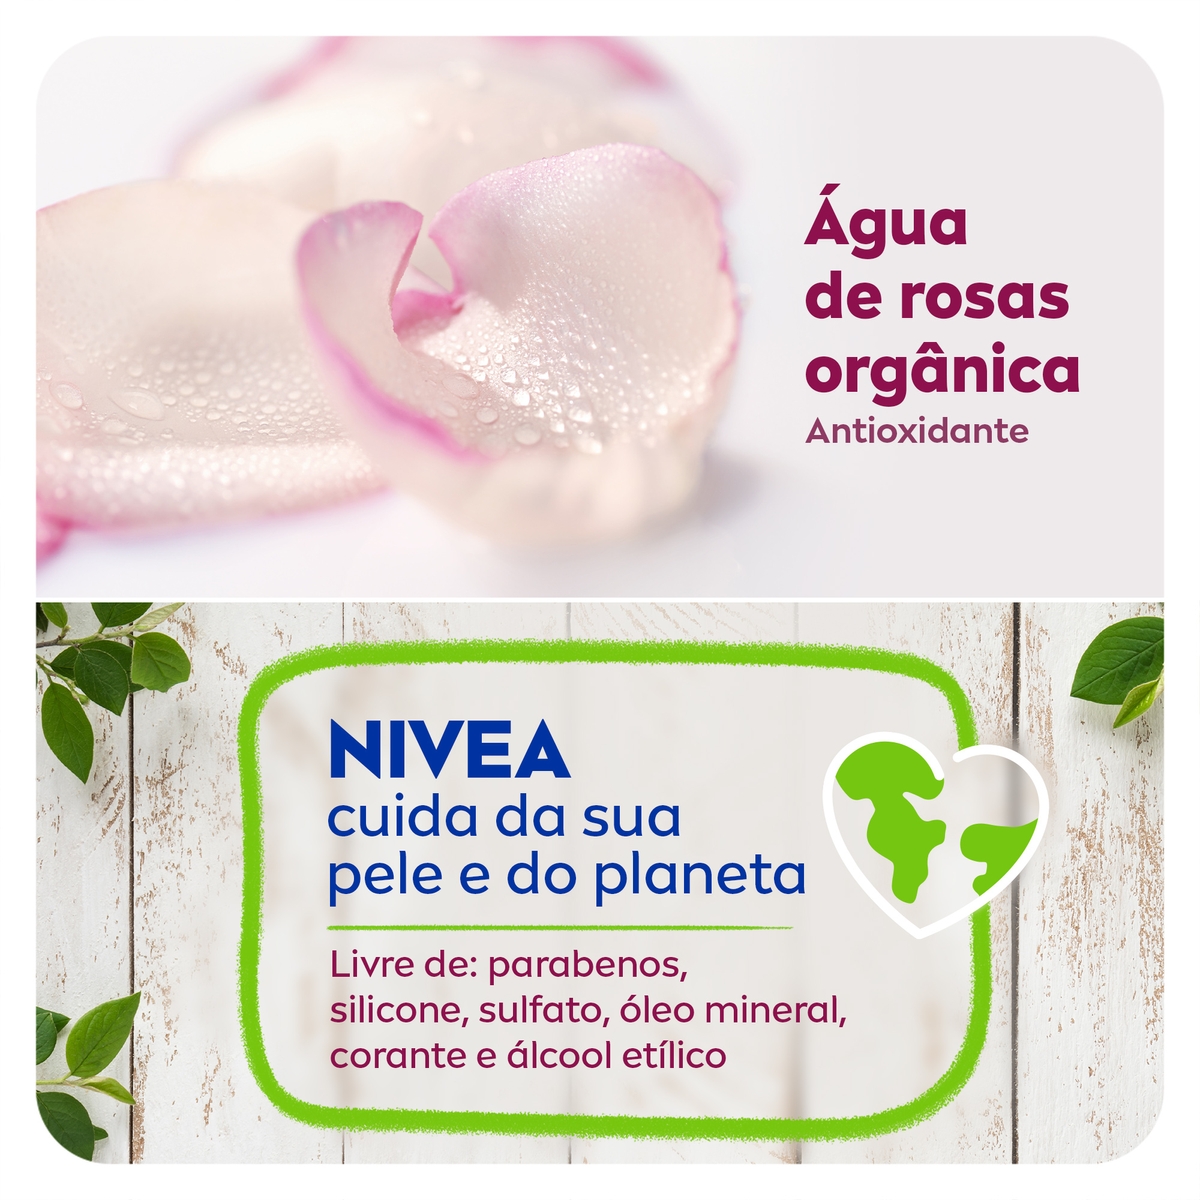 Água
de rosas
orgânica
Antioxidante
NIVEA
cuida da sua
pele e do planeta
Livre de: parabenos,
silicone, sulfato, óleo mineral,
corante e álcool etílico